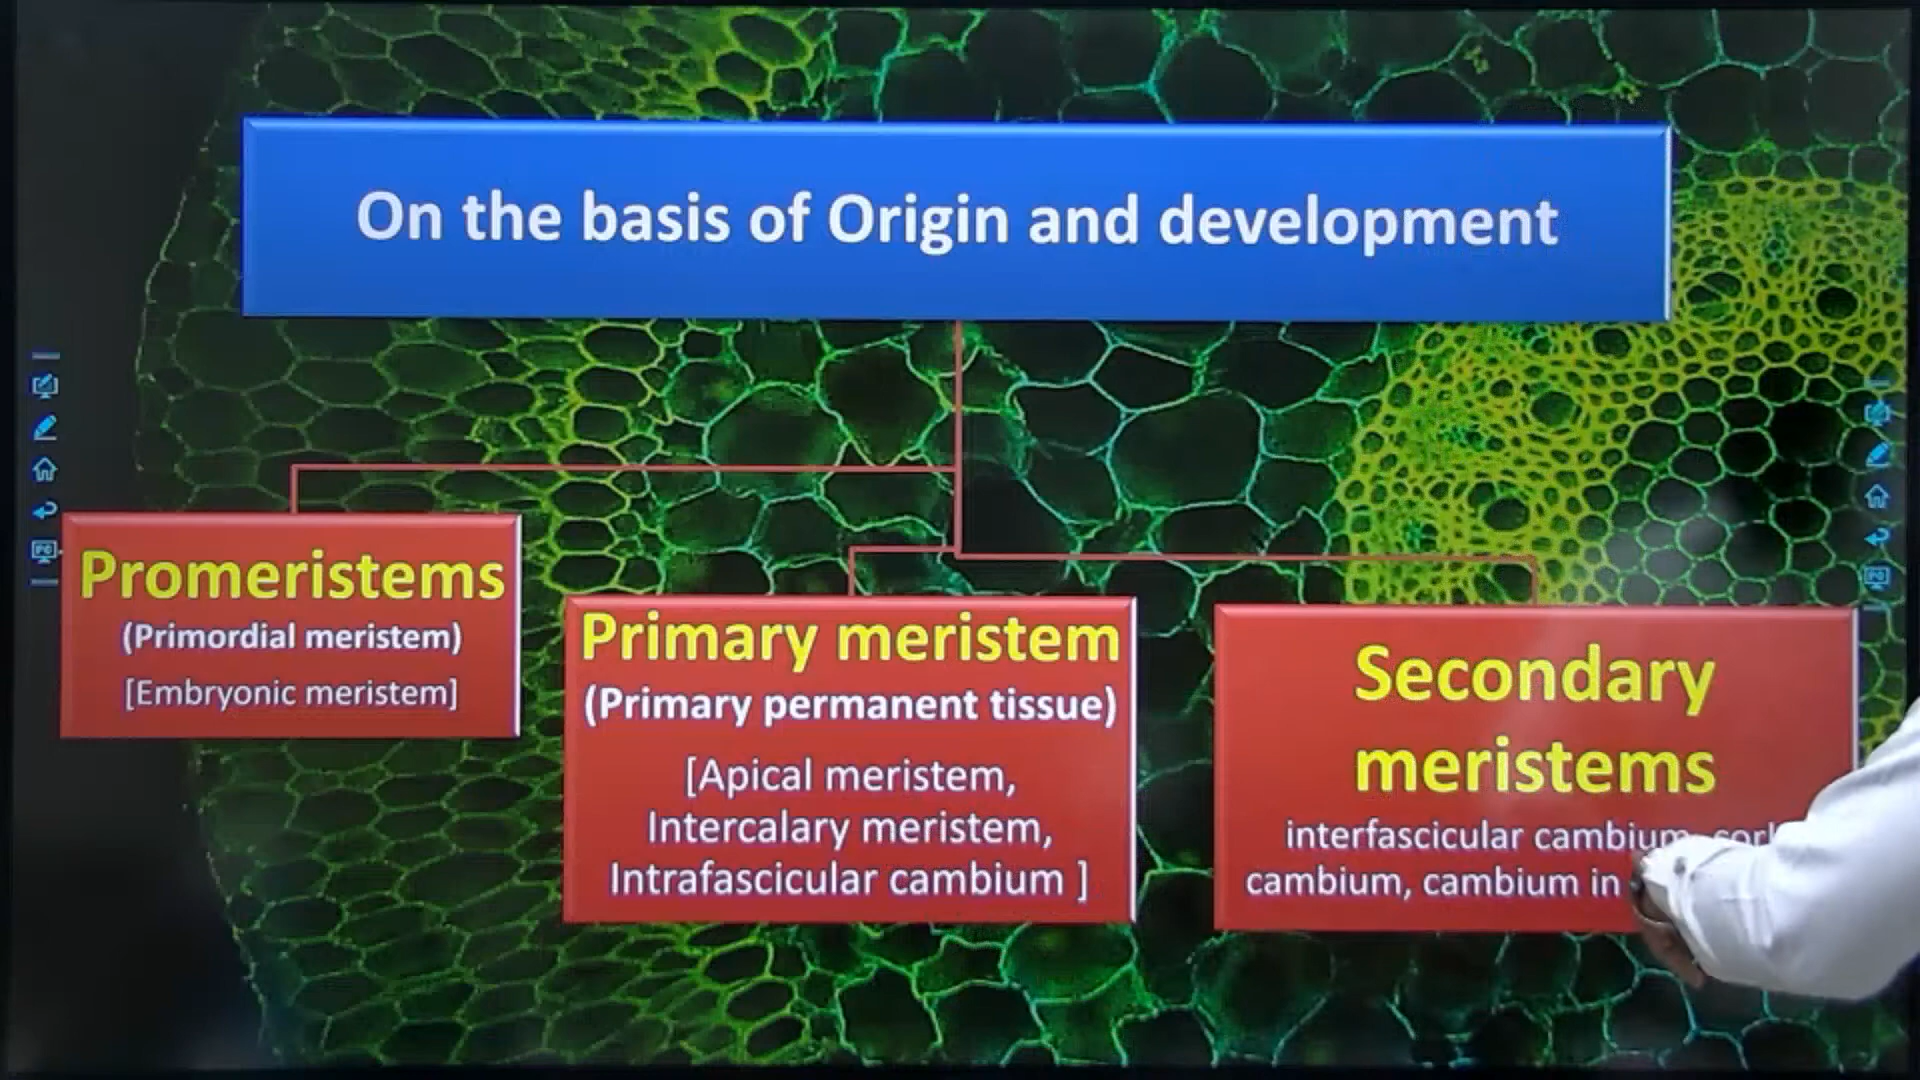 On the basis of Origin and development
Promeristems
(Primordial meristem)
[Embryonic meristem]
Primary meristem
(Primary permanent tissue)
[Apical meristem,
Intercalary meristem,
Intrafascicular cambium ]
Secondary
meristems
interfascicular cambium,
cambium, cambium in